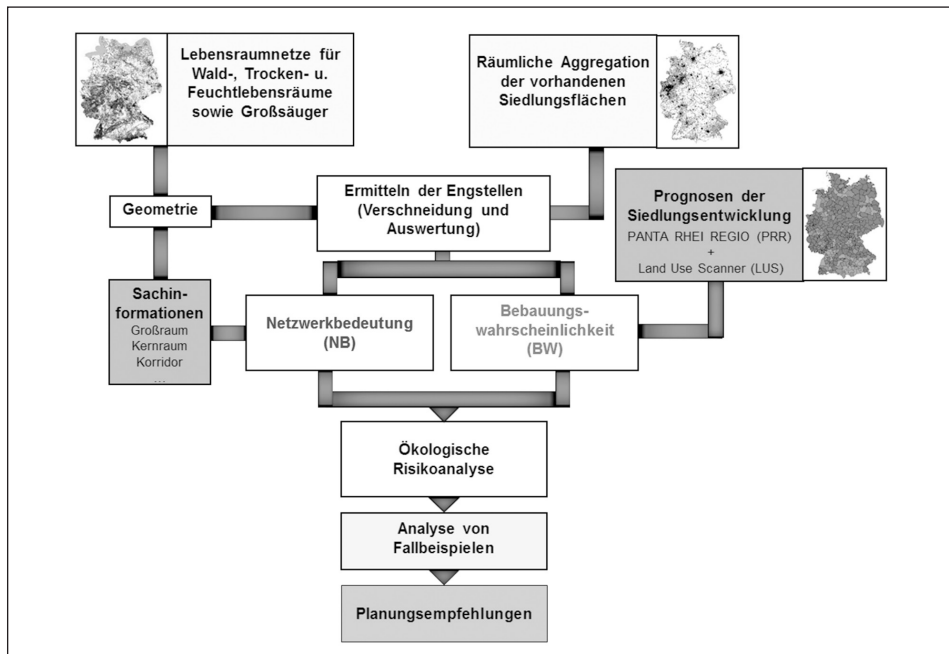 Lebensraumnetze für
Wald-, Trocken- u.
Feuchtlebensräume
sowie Großsäuger
Räumliche Aggregation
der vorhandenen
Siedlungsflächen
Geometrie
Ermitteln der Engstellen
(Verschneidung und
Auswertung)
Prognosen der
Siedlungsentwicklung
PANTA RHEI REGIO (PRR)
+
Land Use Scanner (LUS)
Sachin-
formationen
Großraum
Kernraum
Korridor
...
Netzwerkbedeutung
(NB)
Bebauungs-
wahrscheinlichkeit
(BW)
Ökologische
Risikoanalyse
Analyse von
Fallbeispielen
Planungsempfehlungen